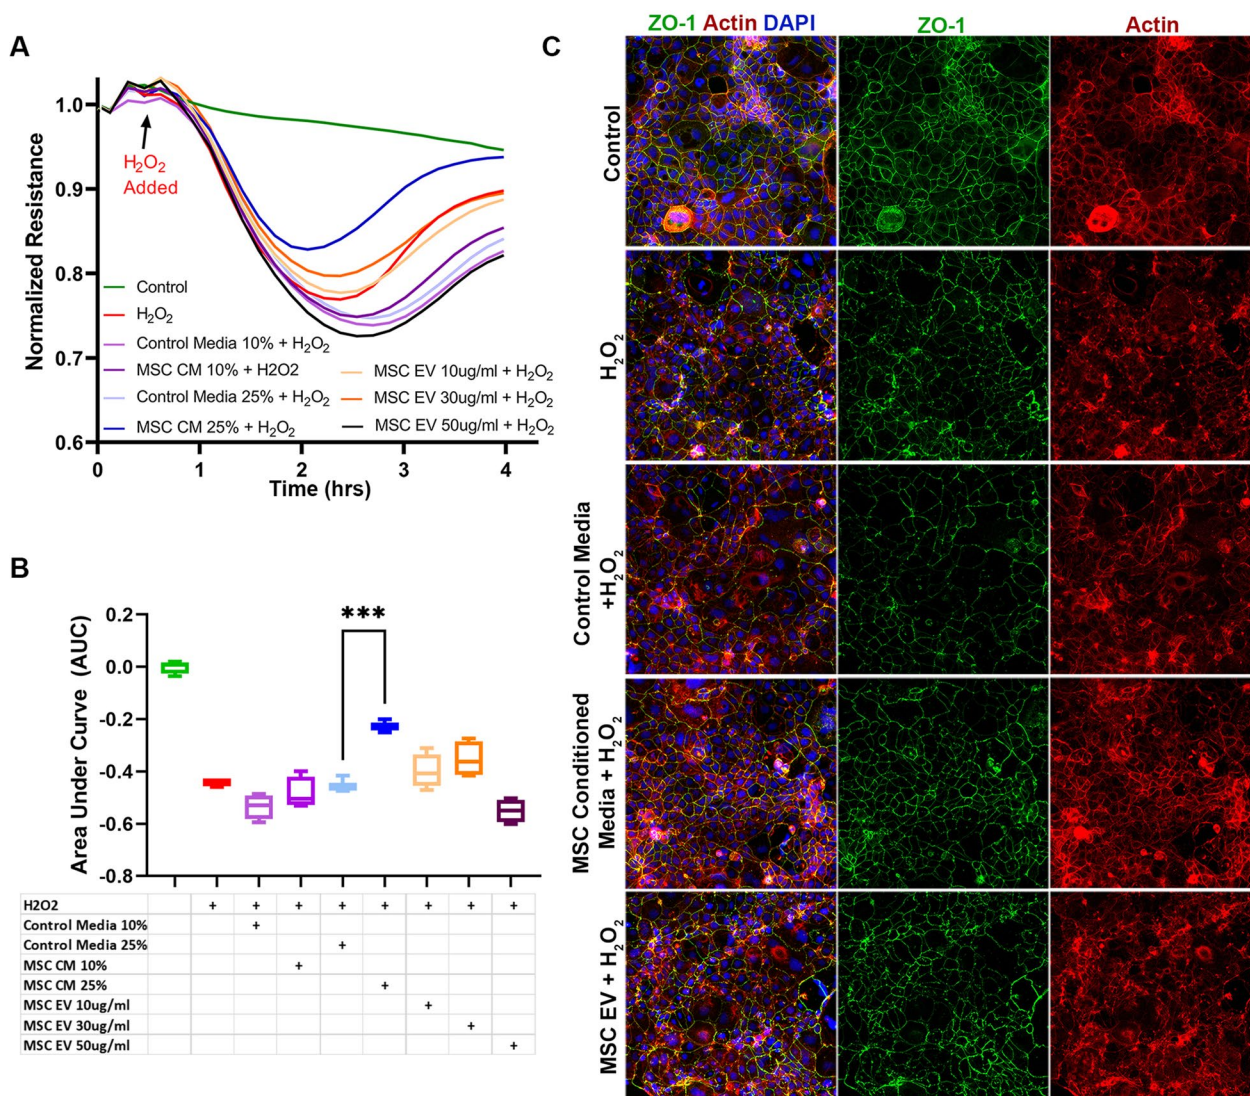 A
Normalized Resistance
1.0
0.9
0.8
0.7
0.6
H₂O₂
Added
Control
H₂O₂
Control Media 10% + H₂O₂
MSC CM 10% + H2O2
Control Media 25% + H₂O₂
MSC CM 25% + H₂O₂
MSC EV 10ug/ml + H₂O₂
MSC EV 30ug/ml + H₂O₂
MSC EV 50ug/ml + H₂O₂
0 1 2 3 4
Time (hrs)
B
Area Under Curve (AUC)
0.2
0.0
-0.2
-0.4
-0.6
-0.8
***
H2O2 + + + + + + + +
Control Media 10% +
Control Media 25% +
MSC CM 10% +
MSC CM 25% +
MSC EV 10ug/ml +
MSC EV 30ug/ml +
MSC EV 50ug/ml +
C
ZO-1 Actin DAPI
ZO-1
Actin
Control
H₂O₂
Control Media
+H₂O₂
MSC Conditioned
Media + H₂O₂
MSC EV + H₂O₂